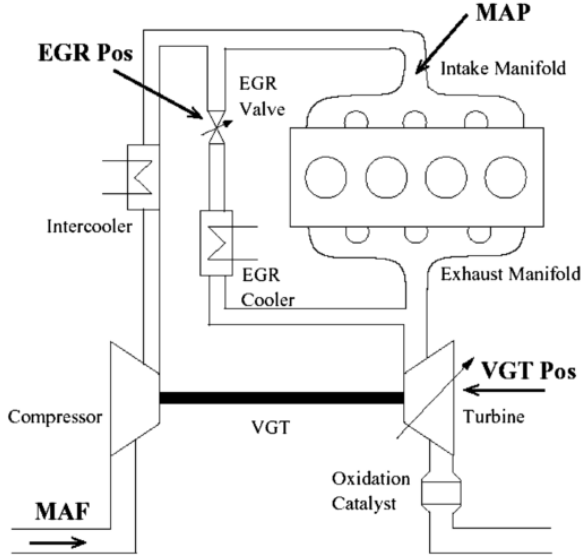 MAP
EGR Pos
Intake Manifold
EGR
Valve
Intercooler
EGR
Cooler
Exhaust Manifold
VGT Pos
Compressor
Turbine
VGT
Oxidation
Catalyst
MAF